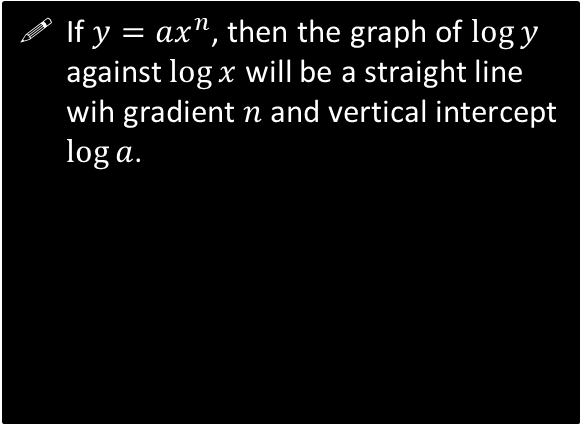 If y = axⁿ, then the graph of log y
against log x will be a straight line
wih gradient n and vertical intercept
log a.